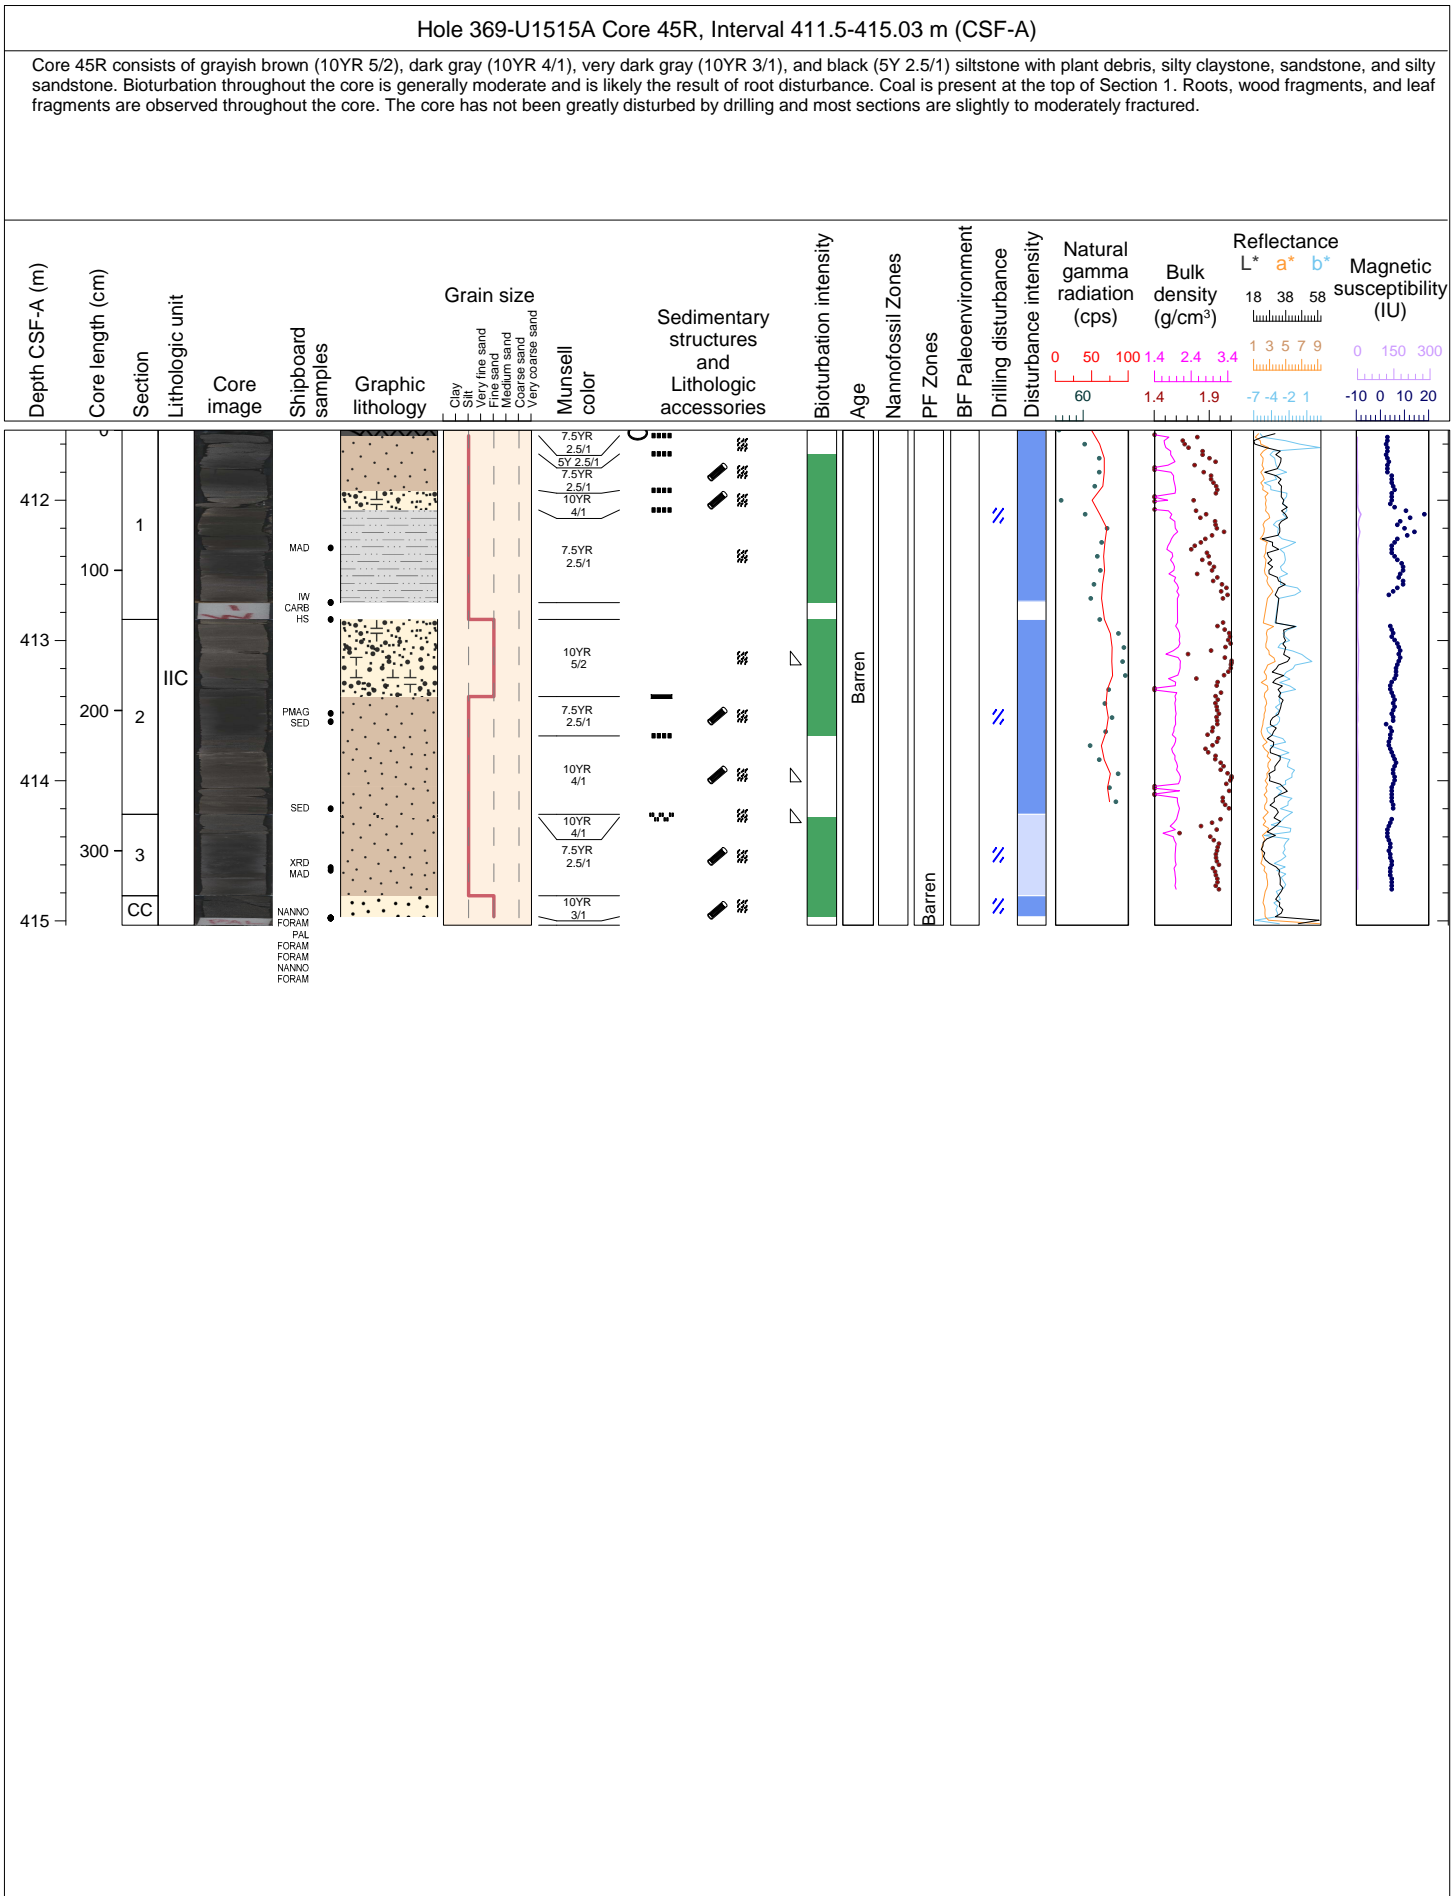 Hole 369-U1515A Core 45R, Interval 411.5-415.03 m (CSF-A)
Core 45R consists of grayish brown (10YR 5/2), dark gray (10YR 4/1), very dark gray (10YR 3/1), and black (5Y 2.5/1) siltstone with plant debris, silty claystone, sandstone, and silty
sandstone. Bioturbation throughout the core is generally moderate and is likely the result of root disturbance. Coal is present at the top of Section 1. Roots, wood fragments, and leaf
fragments are observed throughout the core. The core has not been greatly disturbed by drilling and most sections are slightly to moderately fractured.
Depth CSF-A (m)
Core length (cm)
Section
Lithologic unit
Core
image
Shipboard
samples
Graphic
lithology
Grain size
Clay
Silt
Very fine sand
Fine sand
Medium sand
Coarse sand
Very coarse sand
Munsell
color
Sedimentary
structures
and
Lithologic
accessories
Bioturbation intensity
Age
Nannofossil Zones
PF Zones
BF Paleoenvironment
Drilling disturbance
Disturbance intensity
Natural
gamma
radiation
(cps)
0 50 100
60
Bulk
density
(g/cm³)
1.4 2.4 3.4
1.4 1.9
Reflectance
L* a* b*
18 38 58
1 3 5 7 9
-7 -4 -2 1
Magnetic
susceptibility
(IU)
0 150 300
-10 0 10 20
412
413
414
415
0
100
200
300
1
2
3
CC
IIC
MAD
IW
CARB
HS
PMAG
SED
SED
XRD
MAD
NANNO
FORAM
PAL
FORAM
FORAM
NANNO
FORAM
7.5YR
2.5/1
5Y 2.5/1
7.5YR
2.5/1
10YR
4/1
7.5YR
2.5/1
10YR
5/2
7.5YR
2.5/1
10YR
4/1
10YR
4/1
7.5YR
2.5/1
10YR
3/1
Barren
Barren